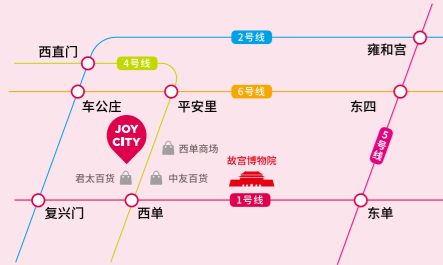 2号线
西直门
雍和宫
4号线
车公庄
平安里
6号线
东四
JOY
CITY
5号线
西单商场
故宫博物院
君太百货
中友百货
1号线
复兴门
西单
东单